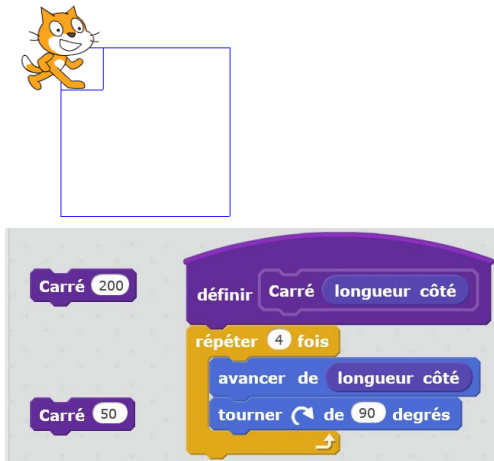 Carré 200
définir Carré longueur côté
répéter 4 fois
avancer de longueur côté
Carré 50
tourner de 90 degrés